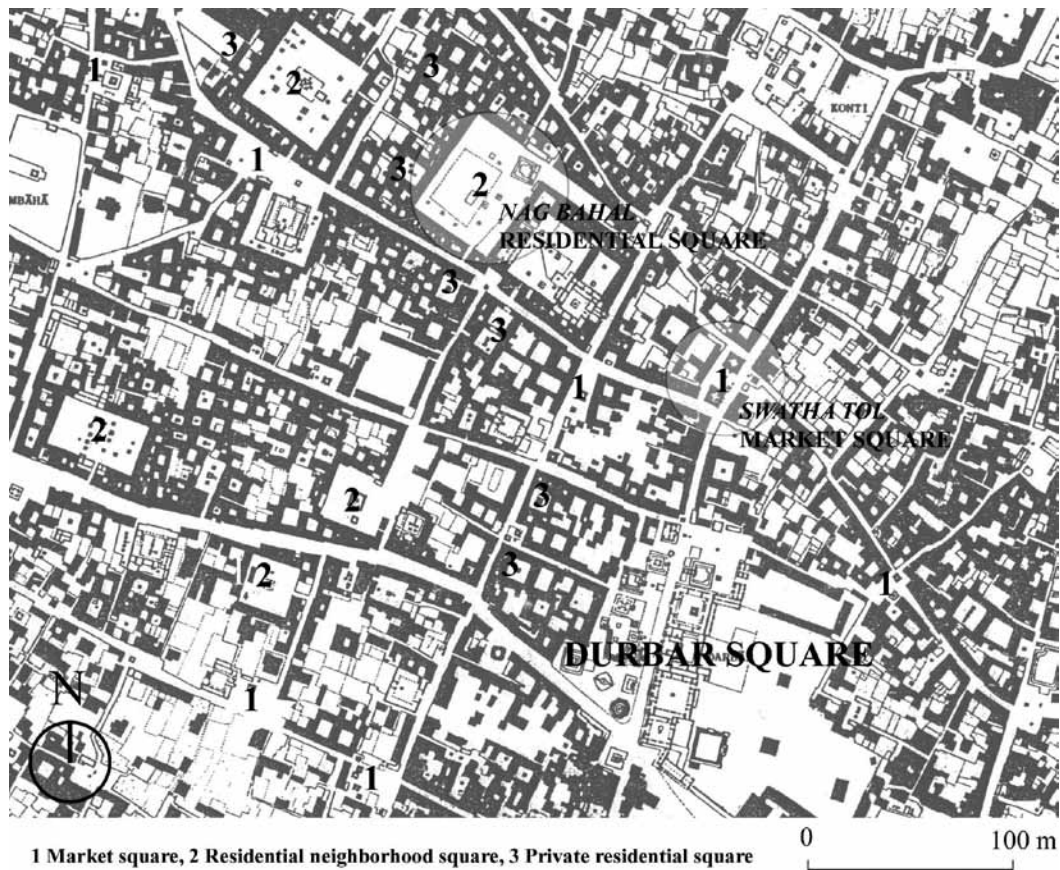 3
2
3
1
KONTI
1
3
2
MBAHĀ
NAG BAHAL
RESIDENTIAL SQUARE
3
3
1
1
SWATHA TOL
MARKET SQUARE
2
2
3
3
2
1
DURBAR SQUARE
N
1
1
0 100 m
1 Market square, 2 Residential neighborhood square, 3 Private residential square